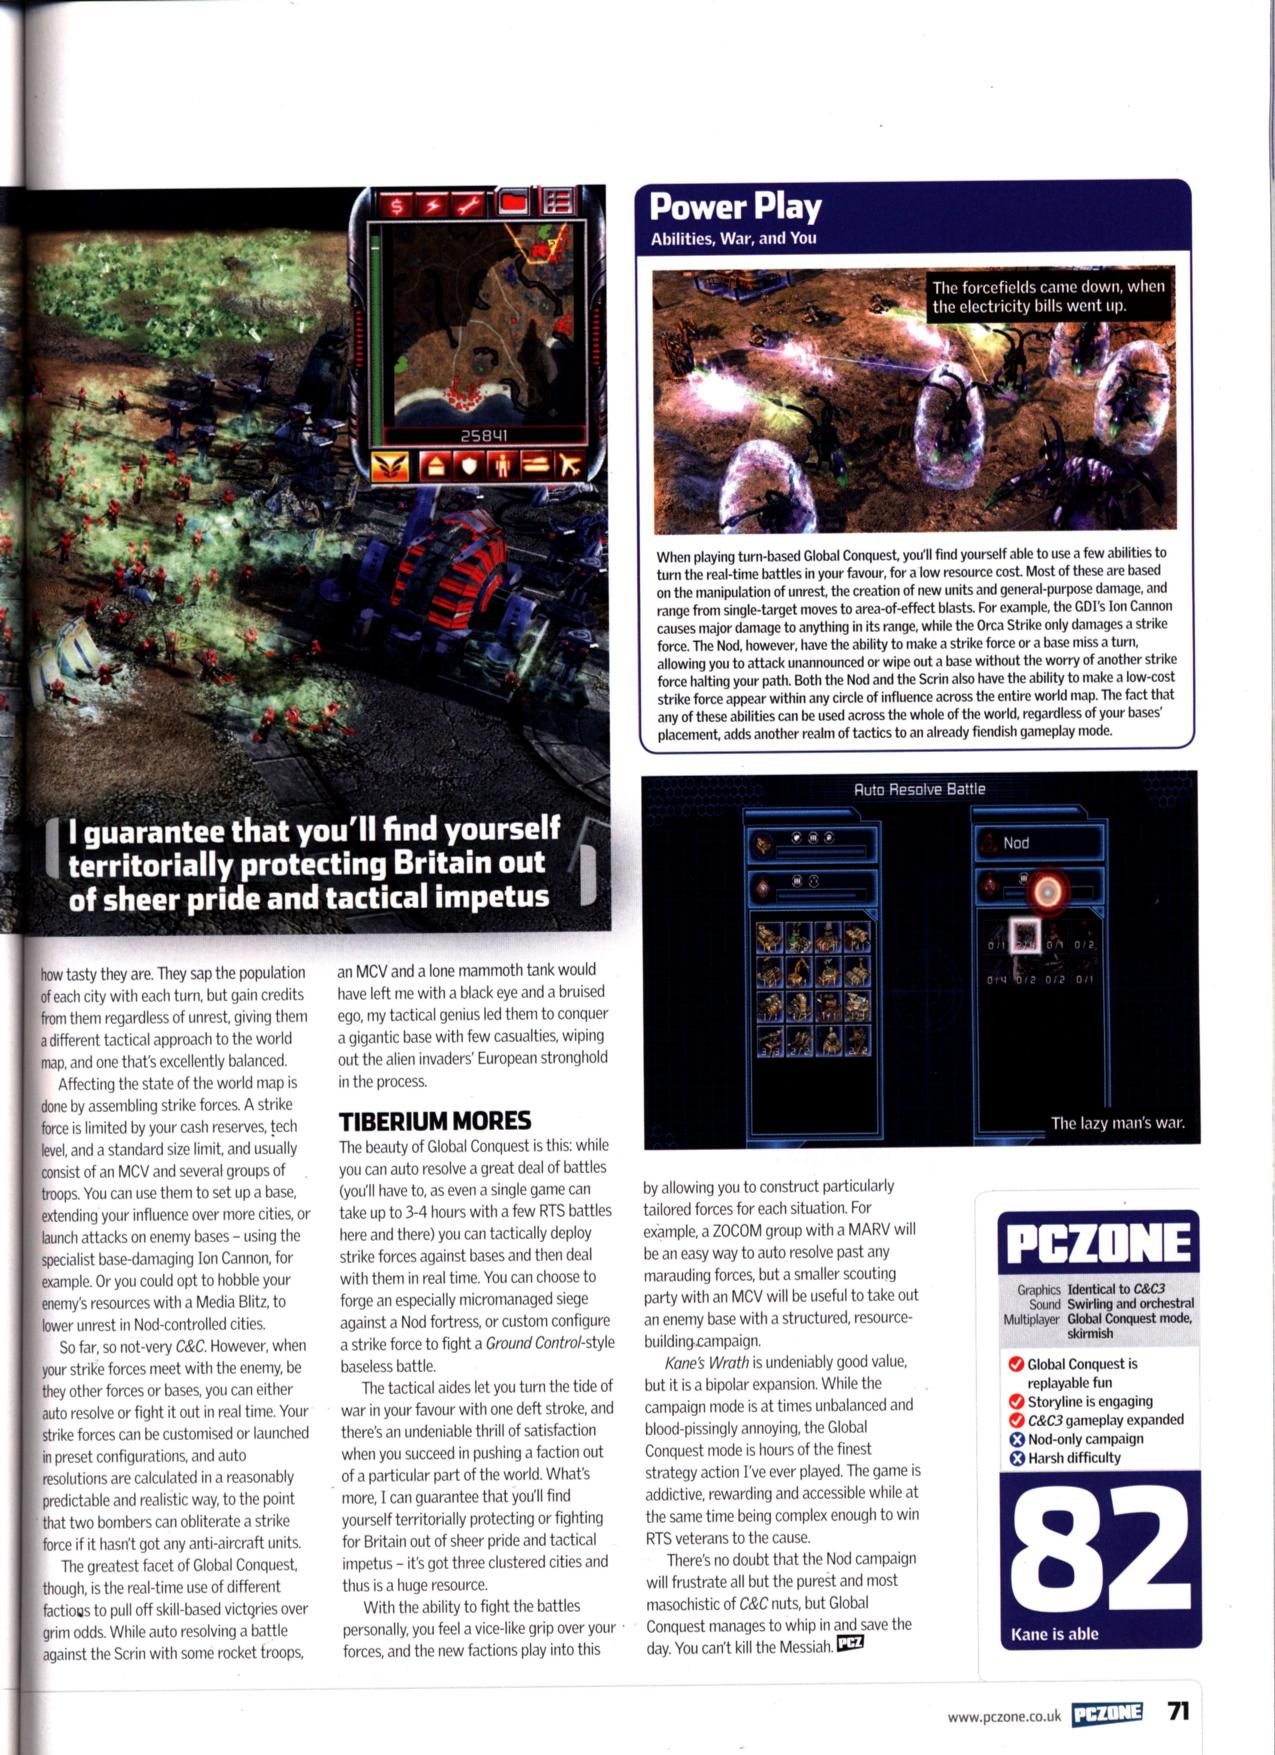 25841
I guarantee that you'll find yourself
territorially protecting Britain out
of sheer pride and tactical impetus
how tasty they are. They sap the population
of each city with each turn, but gain credits
from them regardless of unrest, giving them
a different tactical approach to the world
map, and one that's excellently balanced.
Affecting the state of the world map is
done by assembling strike forces. A strike
force is limited by your cash reserves, tech
level, and a standard size limit, and usually
consist of an MCV and several groups of
troops. You can use them to set up a base,
extending your influence over more cities, or
launch attacks on enemy bases – using the
specialist base-damaging Ion Cannon, for
example. Or you could opt to hobble your
enemy's resources with a Media Blitz, to
lower unrest in Nod-controlled cities.
So far, so not-very C&C. However, when
your strike forces meet with the enemy, be
they other forces or bases, you can either
auto resolve or fight it out in real time. Your
strike forces can be customised or launched
in preset configurations, and auto
resolutions are calculated in a reasonably
predictable and realistic way, to the point
that two bombers can obliterate a strike
force if it hasn't got any anti-aircraft units.
The greatest facet of Global Conquest,
though, is the real-time use of different
factions to pull off skill-based victories over
grim odds. While auto resolving a battle
against the Scrin with some rocket troops,
an MCV and a lone mammoth tank would
have left me with a black eye and a bruised
ego, my tactical genius led them to conquer
a gigantic base with few casualties, wiping
out the alien invaders' European stronghold
in the process.
TIBERIUM MORES
The beauty of Global Conquest is this: while
you can auto resolve a great deal of battles
(you'll have to, as even a single game can
take up to 3-4 hours with a few RTS battles
here and there) you can tactically deploy
strike forces against bases and then deal
with them in real time. You can choose to
forge an especially micromanaged siege
against a Nod fortress, or custom configure
a strike force to fight a Ground Control-style
baseless battle.
The tactical aides let you turn the tide of
war in your favour with one deft stroke, and
there's an undeniable thrill of satisfaction
when you succeed in pushing a faction out
of a particular part of the world. What's
more, I can guarantee that you'll find
yourself territorially protecting or fighting
for Britain out of sheer pride and tactical
impetus – it's got three clustered cities and
thus is a huge resource.
With the ability to fight the battles
personally, you feel a vice-like grip over your
forces, and the new factions play into this
Power Play
Abilities, War, and You
The forcefields came down, when
the electricity bills went up.
When playing turn-based Global Conquest, you'll find yourself able to use a few abilities to
turn the real-time battles in your favour, for a low resource cost. Most of these are based
on the manipulation of unrest, the creation of new units and general-purpose damage, and
range from single-target moves to area-of-effect blasts. For example, the GDI's Ion Cannon
causes major damage to anything in its range, while the Orca Strike only damages a strike
force. The Nod, however, have the ability to make a strike force or a base miss a turn,
allowing you to attack unannounced or wipe out a base without the worry of another strike
force halting your path. Both the Nod and the Scrin also have the ability to make a low-cost
strike force appear within any circle of influence across the entire world map. The fact that
any of these abilities can be used across the whole of the world, regardless of your bases'
placement, adds another realm of tactics to an already fiendish gameplay mode.
Auto Resolve Battle
Nod
0/1 0/1 0/2
0/4 0/2 0/2 0/1
The lazy man's war.
by allowing you to construct particularly
tailored forces for each situation. For
example, a ZOCOM group with a MARV will
be an easy way to auto resolve past any
marauding forces, but a smaller scouting
party with an MCV will be useful to take out
an enemy base with a structured, resource-
building campaign.
Kane's Wrath is undeniably good value,
but it is a bipolar expansion. While the
campaign mode is at times unbalanced and
blood-pissingly annoying, the Global
Conquest mode is hours of the finest
strategy action I've ever played. The game is
addictive, rewarding and accessible while at
the same time being complex enough to win
RTS veterans to the cause.
There's no doubt that the Nod campaign
will frustrate all but the purest and most
masochistic of C&C nuts, but Global
Conquest manages to whip in and save the
day. You can't kill the Messiah. PCZ
PCZONE
Graphics Identical to C&C3
Sound Swirling and orchestral
Multiplayer Global Conquest mode,
skirmish
Global Conquest is
replayable fun
Storyline is engaging
C&C3 gameplay expanded
Nod-only campaign
Harsh difficulty
82
Kane is able
www.pczone.co.uk PCZONE 71